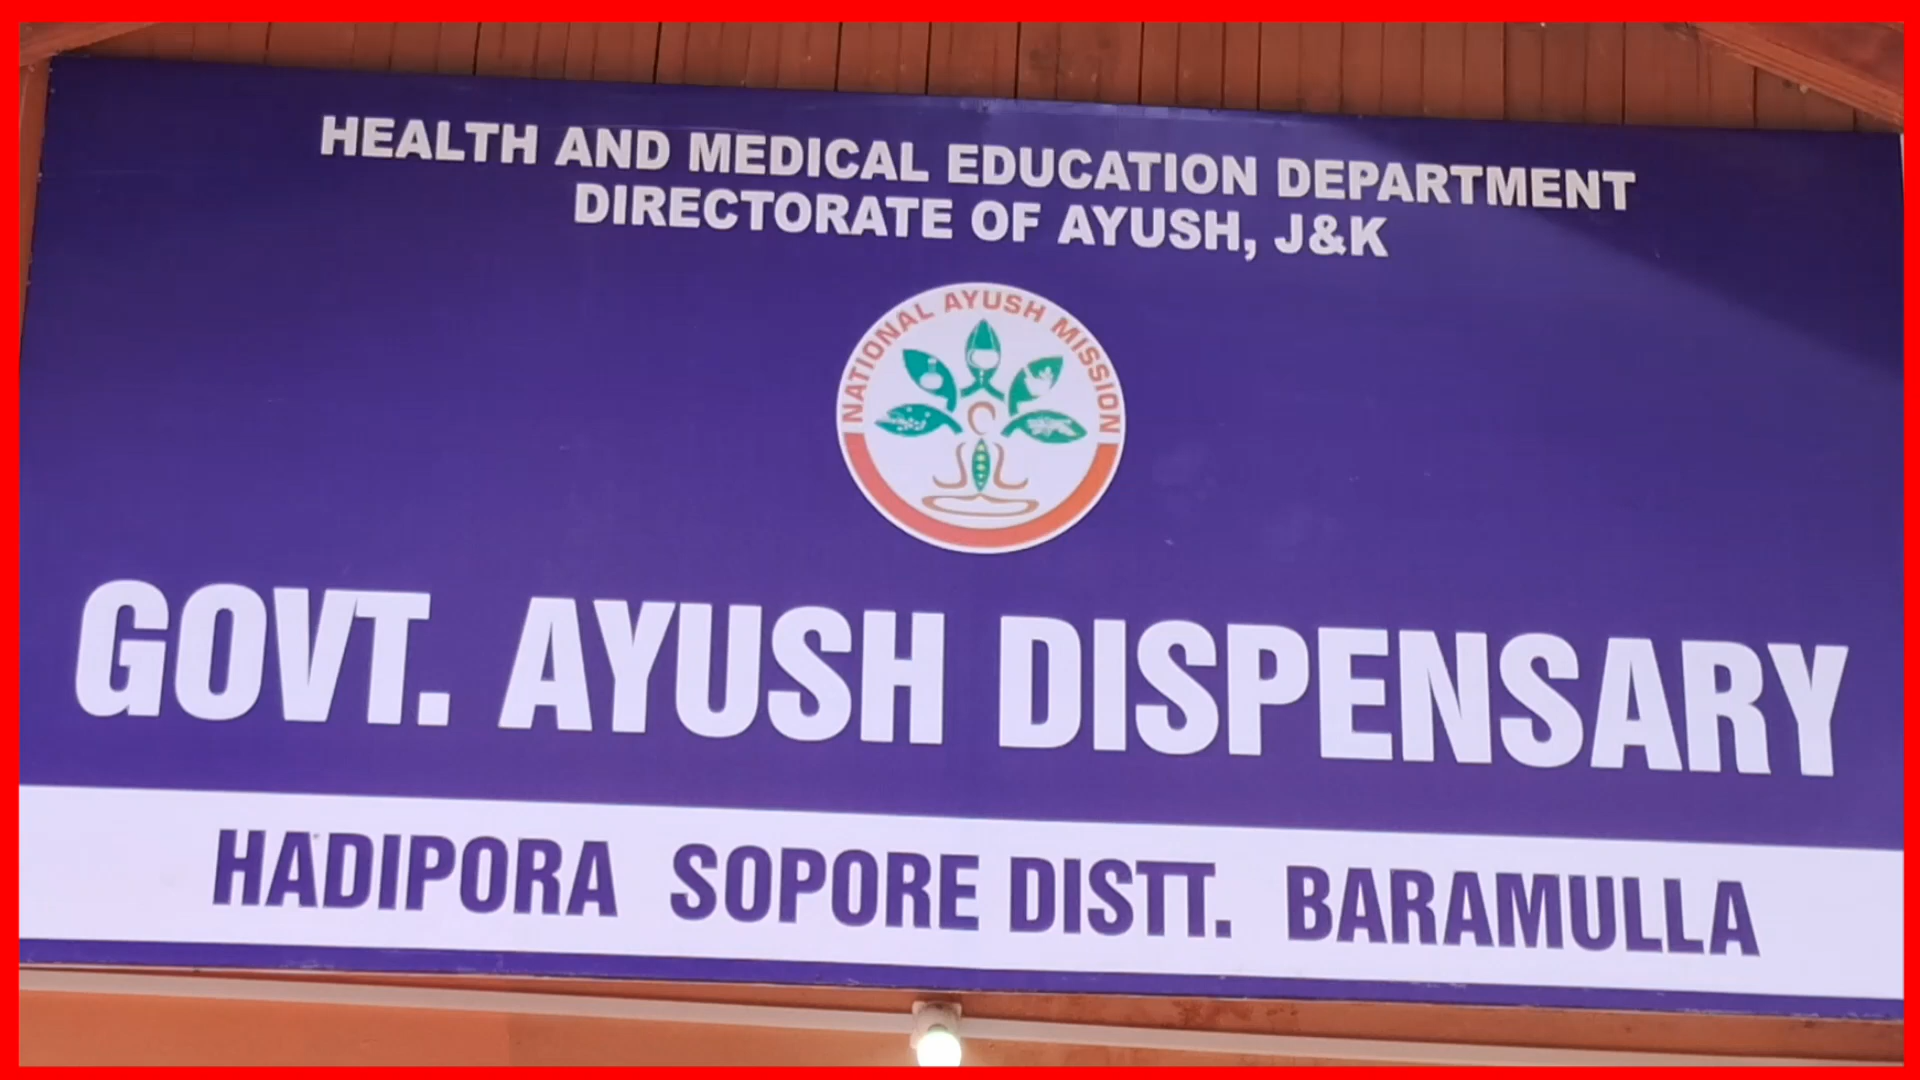 HEALTH AND MEDICAL EDUCATION DEPARTMENT
DIRECTORATE OF AYUSH, J&K
NATIONAL AYUSH MISSION
GOVT. AYUSH DISPENSARY
HADIPORA SOPORE DISTT. BARAMULLA